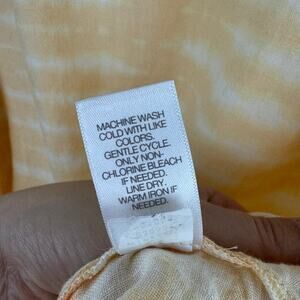 MACHINE WASH
COLD WITH LIKE
COLORS.
GENTLE CYCLE.
ONLY NON-
CHLORINE BLEACH
IF NEEDED.
LINE DRY.
WARM IRON IF
NEEDED.